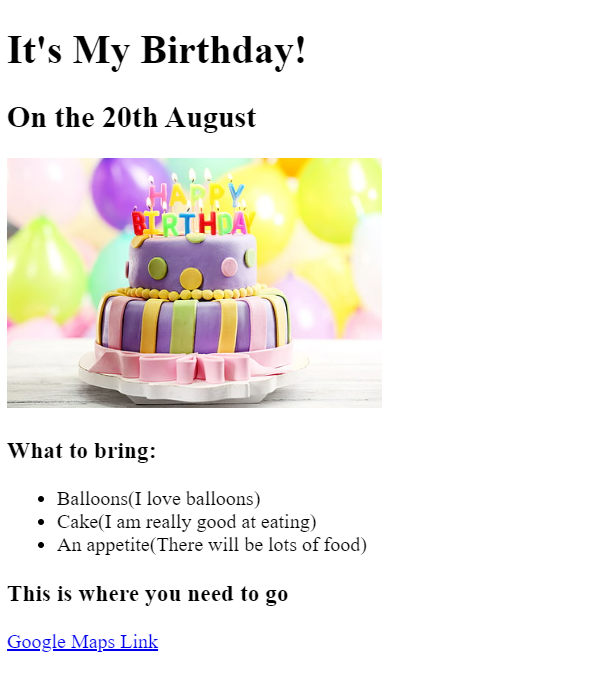 It's My Birthday!
On the 20th August
HAPPY
BIRTHDAY
What to bring:
Balloons(I love balloons)
Cake(I am really good at eating)
An appetite(There will be lots of food)
This is where you need to go
Google Maps Link